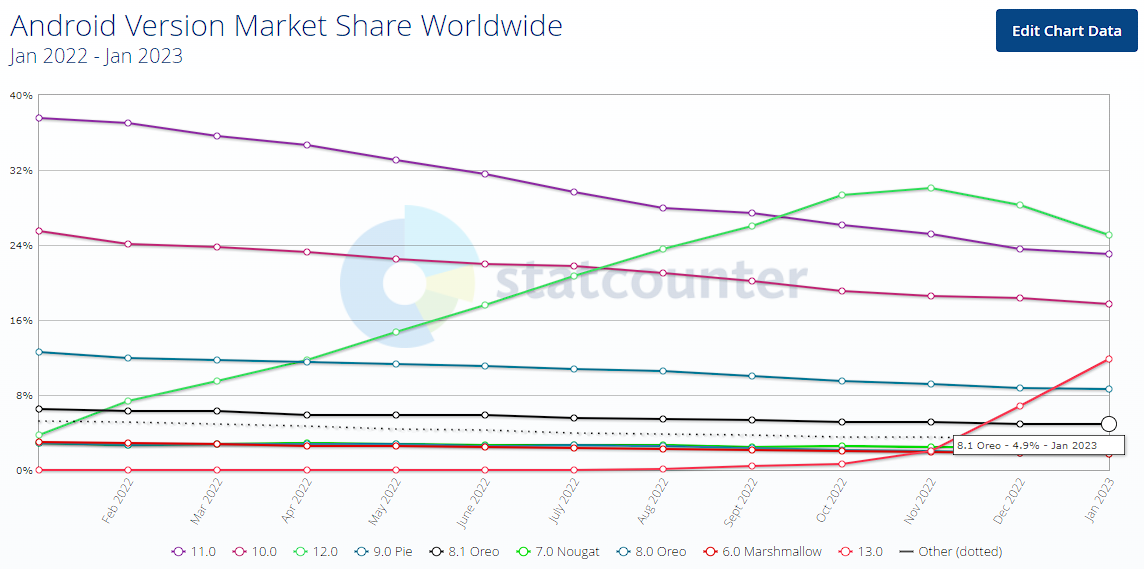 Android Version Market Share Worldwide
Jan 2022 - Jan 2023
Edit Chart Data
40%
32%
24%
16%
8%
0%
statcounter
8.1 Oreo - 4.9% - Jan 2023
Feb 2022
Mar 2022
Apr 2022
May 2022
June 2022
July 2022
Aug 2022
Sept 2022
Oct 2022
Nov 2022
Dec 2022
Jan 2023
11.0 10.0 12.0 9.0 Pie 8.1 Oreo 7.0 Nougat 8.0 Oreo 6.0 Marshmallow 13.0 Other (dotted)